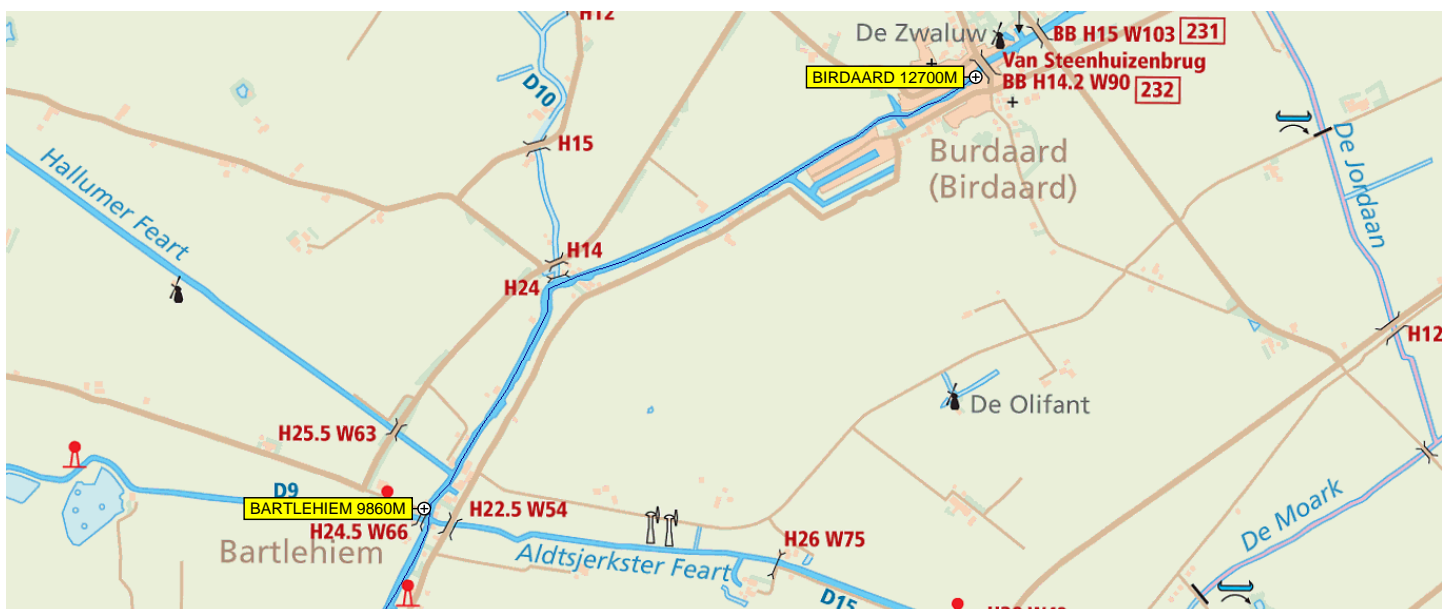 H12
De Zwaluw
BB H15 W103 231
Van Steenhuizenbrug
BB H14.2 W90 232
BIRDAARD 12700M
D10
H15
Burdaard
(Birdaard)
De Jordaan
Hallumer Feart
H14
H24
H12
De Olifant
H25.5 W63
D9
BARTLEHIEM 9860M
H22.5 W54
H24.5 W66
Bartlehiem
Aldtsjerkster Feart
H26 W75
De Moark
D15